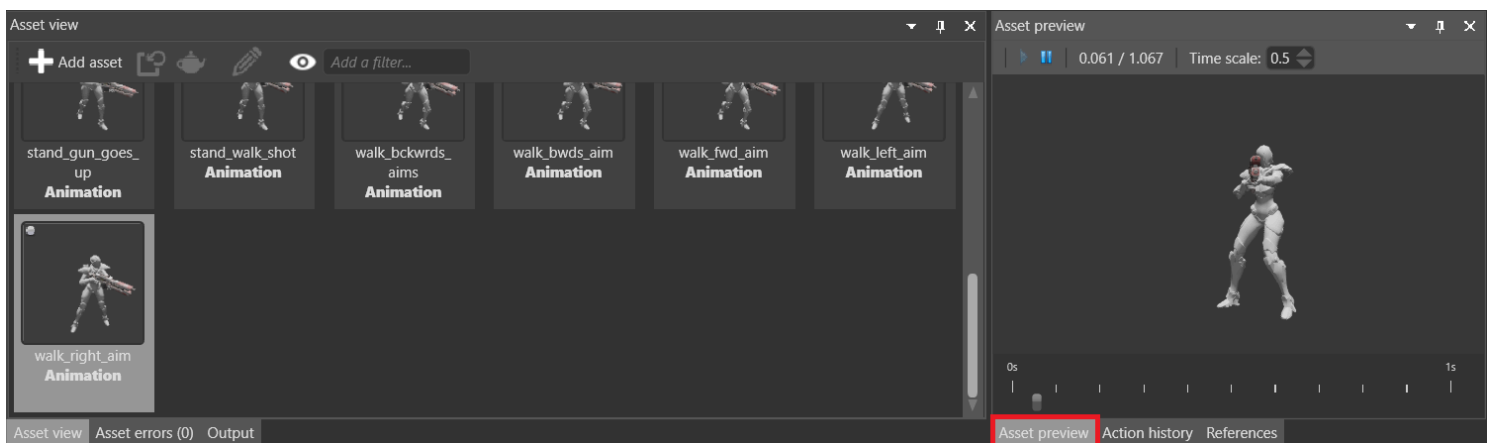 Asset view
Add asset
Add a filter...
stand_gun_goes_
up
Animation
stand_walk_shot
Animation
walk_bckwrds_
aims
Animation
walk_bwds_aim
Animation
walk_fwd_aim
Animation
walk_left_aim
Animation
walk_right_aim
Animation
Asset view Asset errors (0) Output
Asset preview
0.061 / 1.067 Time scale: 0.5
0s 1s
Asset preview Action history References